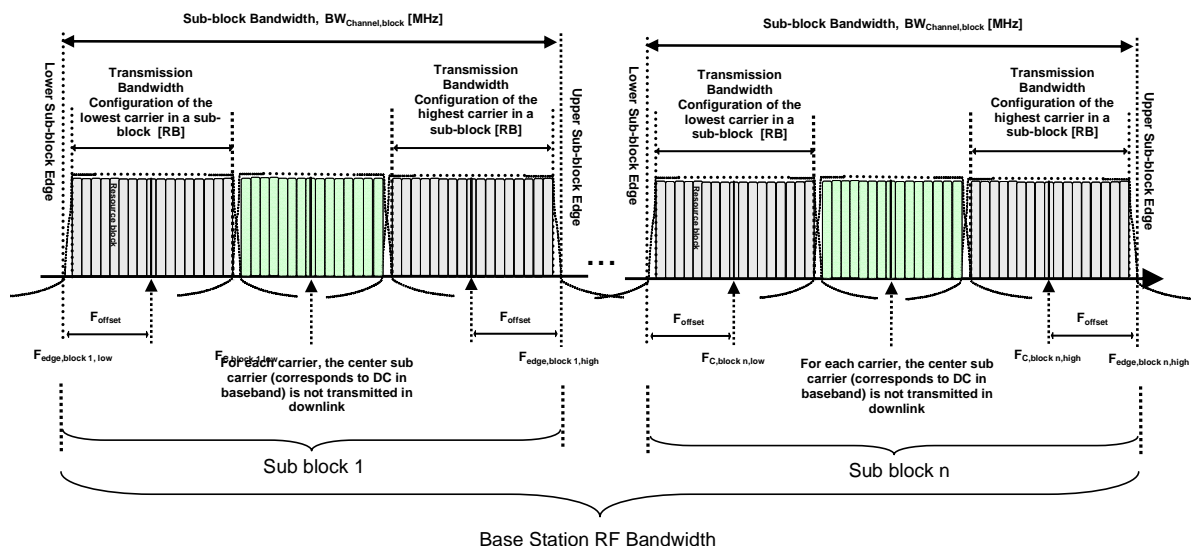 Sub-block Bandwidth, BWChannel,block [MHz]
Lower Sub-block Edge
Transmission
Bandwidth
Configuration of the
lowest carrier in a sub-
block [RB]
Transmission
Bandwidth
Configuration of the
highest carrier in a
sub-block [RB]
Upper Sub-block Edge
Resource block
Foffset
Foffset
Fedge,block 1, low
FC,block 1,low
Fedge,block 1,high
For each carrier, the center sub
carrier (corresponds to DC in
baseband) is not transmitted in
downlink
Sub block 1
...
Sub-block Bandwidth, BWChannel,block [MHz]
Lower Sub-block Edge
Transmission
Bandwidth
Configuration of the
lowest carrier in a
sub-block [RB]
Transmission
Bandwidth
Configuration of the
highest carrier in a
sub-block [RB]
Upper Sub-block Edge
Resource block
Foffset
Foffset
FC,block n,low
FC,block n,high
Fedge,block n,high
For each carrier, the center sub
carrier (corresponds to DC in
baseband) is not transmitted in
downlink
Sub block n
Base Station RF Bandwidth